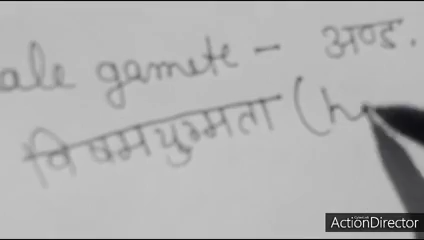 ale gamete – अण्ड.
विषमयुग्मता (h
ActionDirector